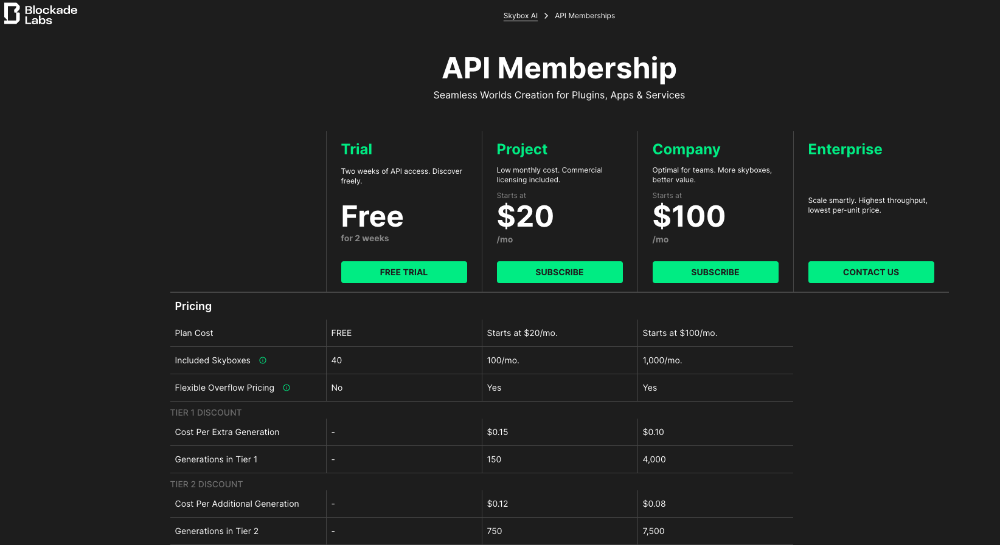 Blockade
Labs
Skybox AI > API Memberships
API Membership
Seamless Worlds Creation for Plugins, Apps & Services
Trial
Two weeks of API access. Discover
freely.
Free
for 2 weeks
FREE TRIAL
Project
Low monthly cost. Commercial
licensing included.
Starts at
$20
/mo
SUBSCRIBE
Company
Optimal for teams. More skyboxes,
better value.
Starts at
$100
/mo
SUBSCRIBE
Enterprise
Scale smartly. Highest throughput,
lowest per-unit price.
CONTACT US
Pricing
Plan Cost FREE Starts at $20/mo. Starts at $100/mo.
Included Skyboxes 40 100/mo. 1,000/mo.
Flexible Overflow Pricing No Yes Yes
TIER 1 DISCOUNT
Cost Per Extra Generation - $0.15 $0.10
Generations in Tier 1 - 150 4,000
TIER 2 DISCOUNT
Cost Per Additional Generation - $0.12 $0.08
Generations in Tier 2 - 750 7,500